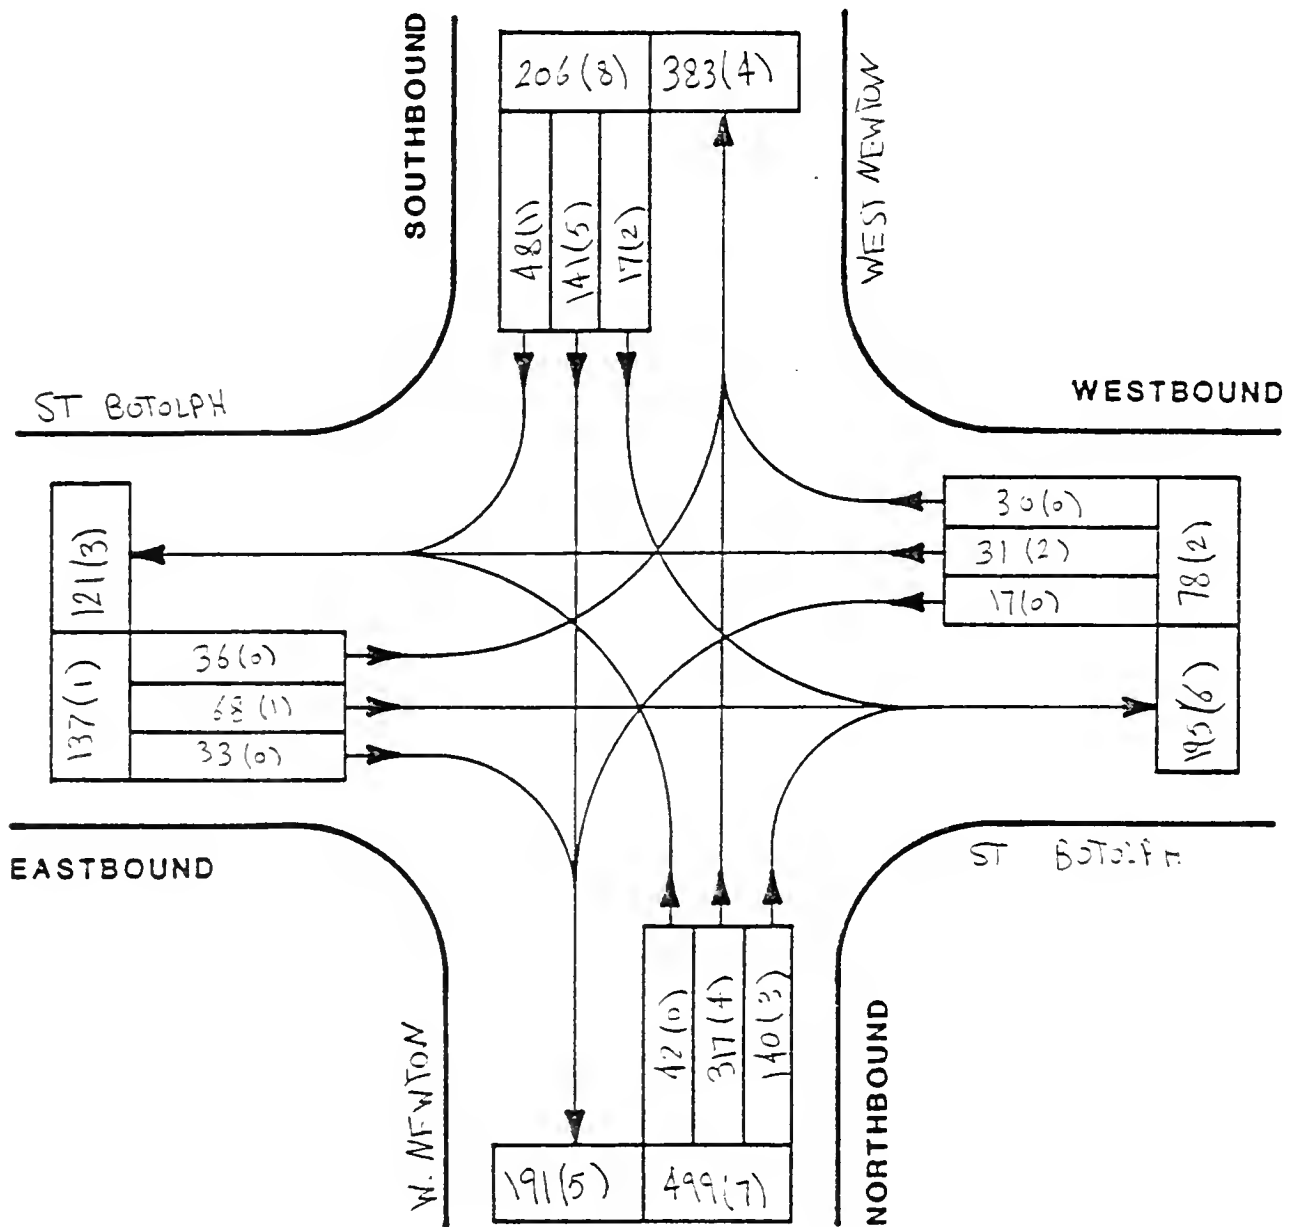 SOUTHBOUND
206(8)
383(4)
WEST NEWTON
48(1)
141(5)
17(2)
ST BOTOLPH
WESTBOUND
121(3)
30(0)
31(2)
17(0)
78(2)
137(1)
36(0)
68(1)
33(0)
195(6)
EASTBOUND
ST BOTOLPH
W. NEWTON
42(0)
317(4)
140(3)
NORTHBOUND
191(5)
499(7)